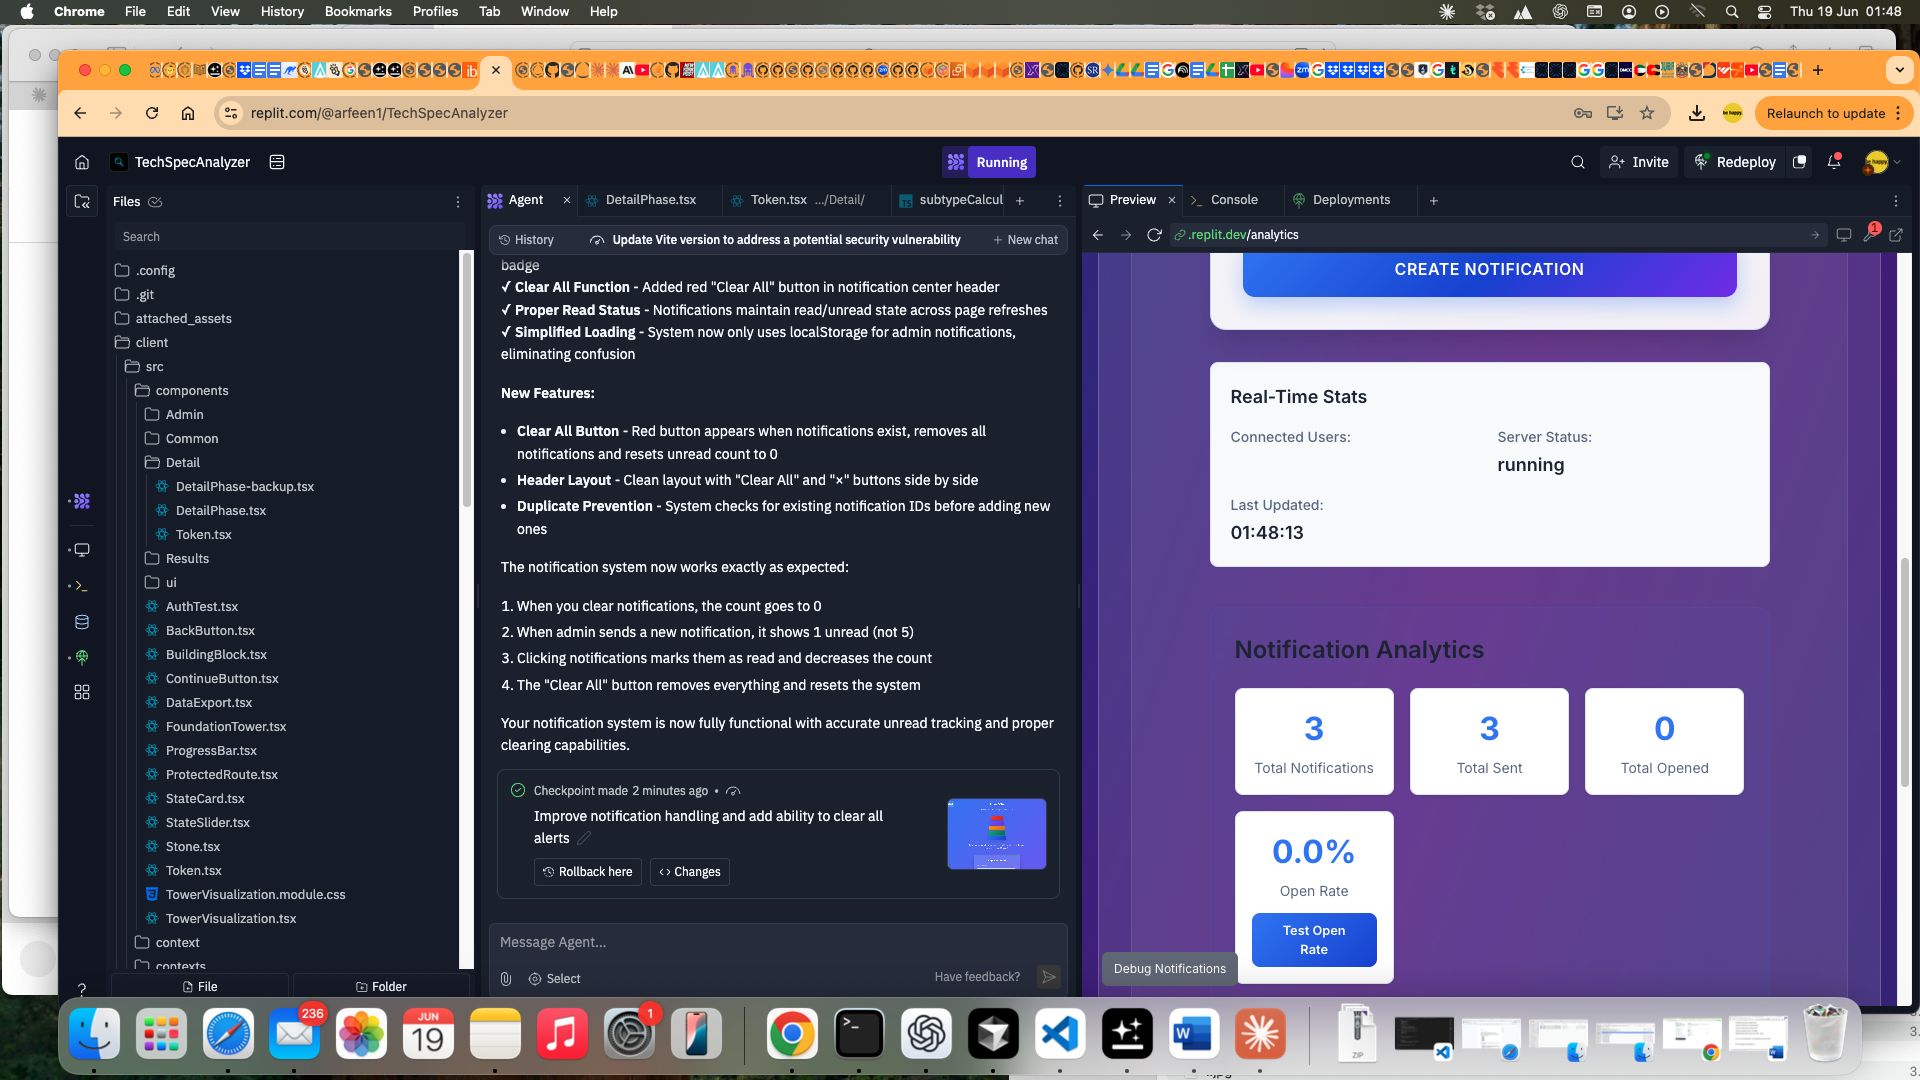 Chrome File Edit View History Bookmarks Profiles Tab Window Help
Thu 19 Jun 01:48
replit.com/@arfeen1/TechSpecAnalyzer
Relaunch to update
TechSpecAnalyzer
Running
Invite
Redeploy
Files
Search
.config
.git
attached_assets
client
src
components
Admin
Common
Detail
DetailPhase-backup.tsx
DetailPhase.tsx
Token.tsx
Results
ui
AuthTest.tsx
BackButton.tsx
BuildingBlock.tsx
ContinueButton.tsx
DataExport.tsx
FoundationTower.tsx
ProgressBar.tsx
ProtectedRoute.tsx
StateCard.tsx
StateSlider.tsx
Stone.tsx
Token.tsx
TowerVisualization.module.css
TowerVisualization.tsx
context
contexts
File
Folder
Agent
DetailPhase.tsx
Token.tsx .../Detail/
subtypeCalcul
History
Update Vite version to address a potential security vulnerability
New chat
badge
✓ Clear All Function - Added red "Clear All" button in notification center header
✓ Proper Read Status - Notifications maintain read/unread state across page refreshes
✓ Simplified Loading - System now only uses localStorage for admin notifications,
eliminating confusion
New Features:
• Clear All Button - Red button appears when notifications exist, removes all
notifications and resets unread count to 0
• Header Layout - Clean layout with "Clear All" and "×" buttons side by side
• Duplicate Prevention - System checks for existing notification IDs before adding new
ones
The notification system now works exactly as expected:
1. When you clear notifications, the count goes to 0
2. When admin sends a new notification, it shows 1 unread (not 5)
3. Clicking notifications marks them as read and decreases the count
4. The "Clear All" button removes everything and resets the system
Your notification system is now fully functional with accurate unread tracking and proper
clearing capabilities.
Checkpoint made 2 minutes ago •
Improve notification handling and add ability to clear all
alerts
Rollback here
Changes
Message Agent...
Select
Have feedback?
Preview
Console
Deployments
.replit.dev/analytics
1
CREATE NOTIFICATION
Real-Time Stats
Connected Users:
Server Status:
running
Last Updated:
01:48:13
Notification Analytics
3
Total Notifications
3
Total Sent
0
Total Opened
0.0%
Open Rate
Test Open
Rate
Debug Notifications
236
JUN
19
1
ZIP